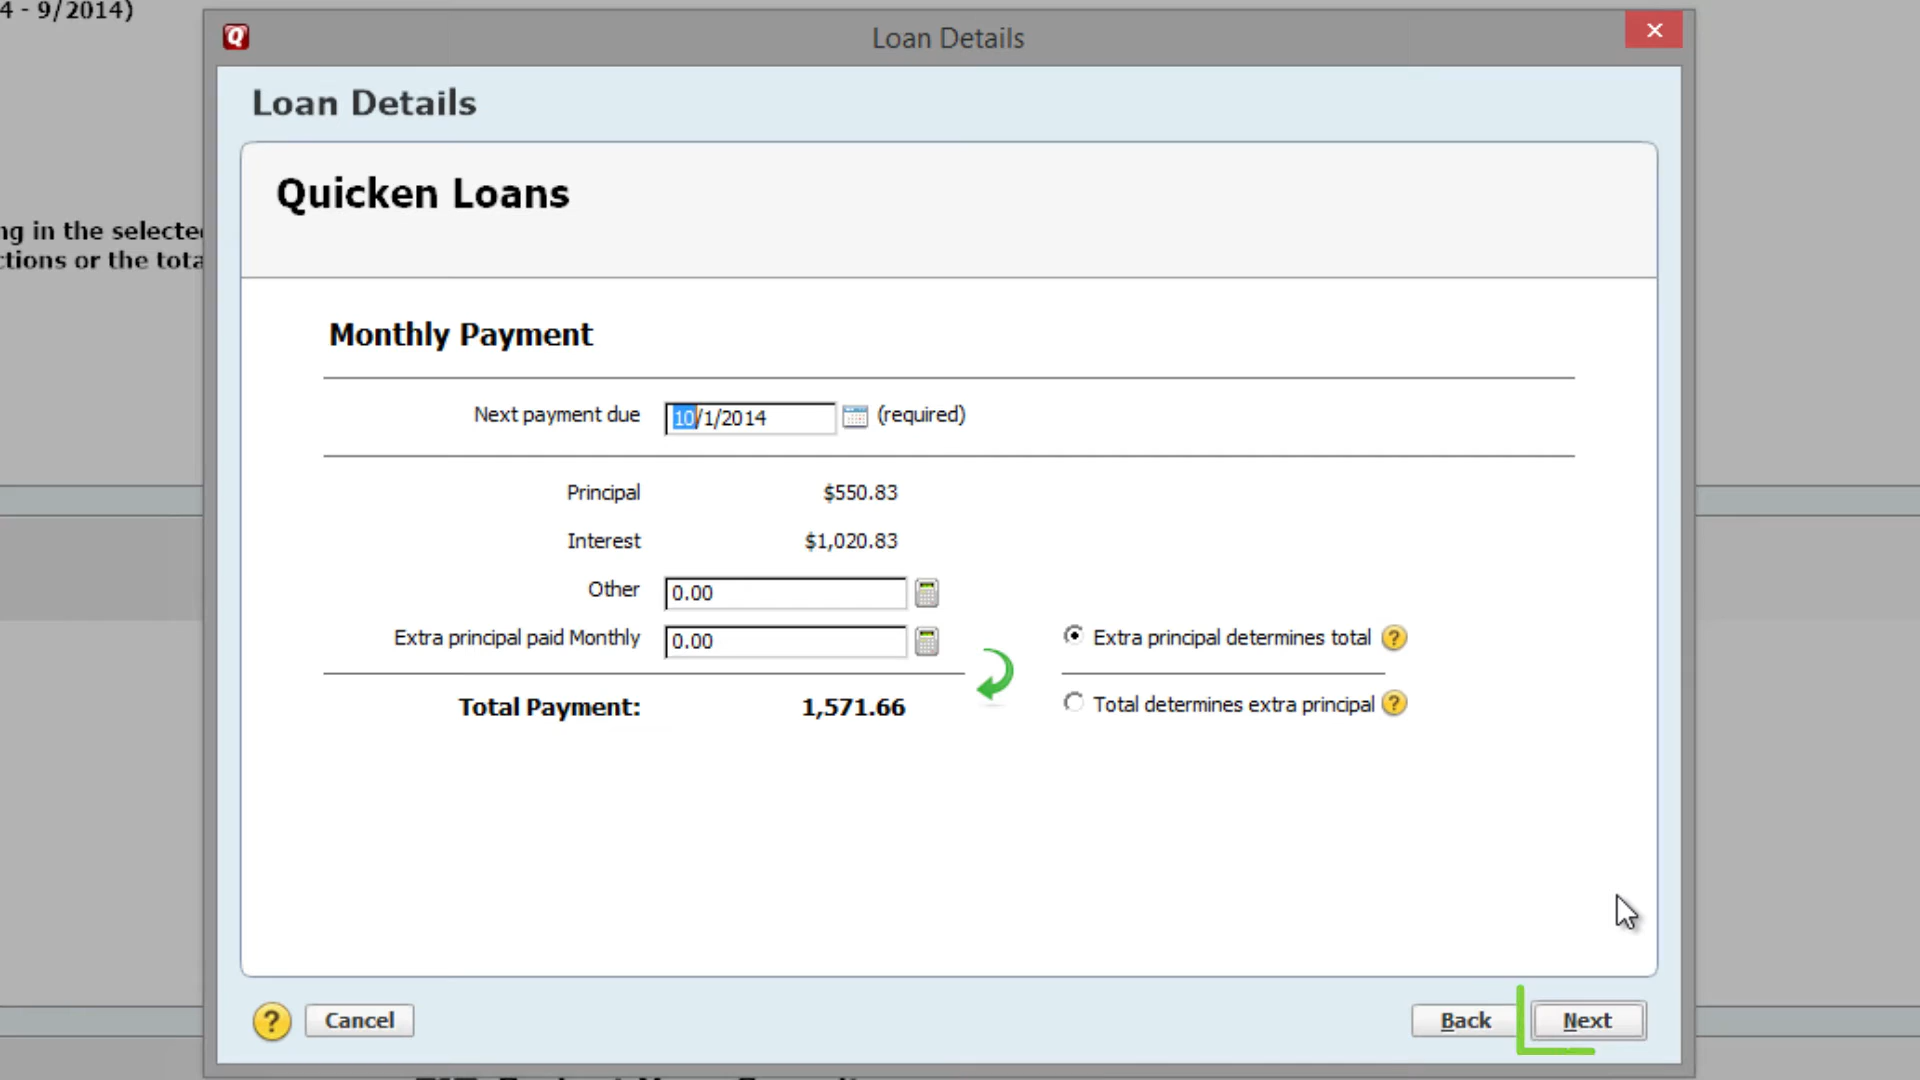 4 - 9/2014)
Loan Details
Loan Details
Quicken Loans
ng in the selecte
ctions or the tota
Monthly Payment
Next payment due 10/1/2014 (required)
Principal $550.83
Interest $1,020.83
Other 0.00
Extra principal paid Monthly 0.00 Extra principal determines total ?
Total Payment: 1,571.66 Total determines extra principal ?
? Cancel Back Next